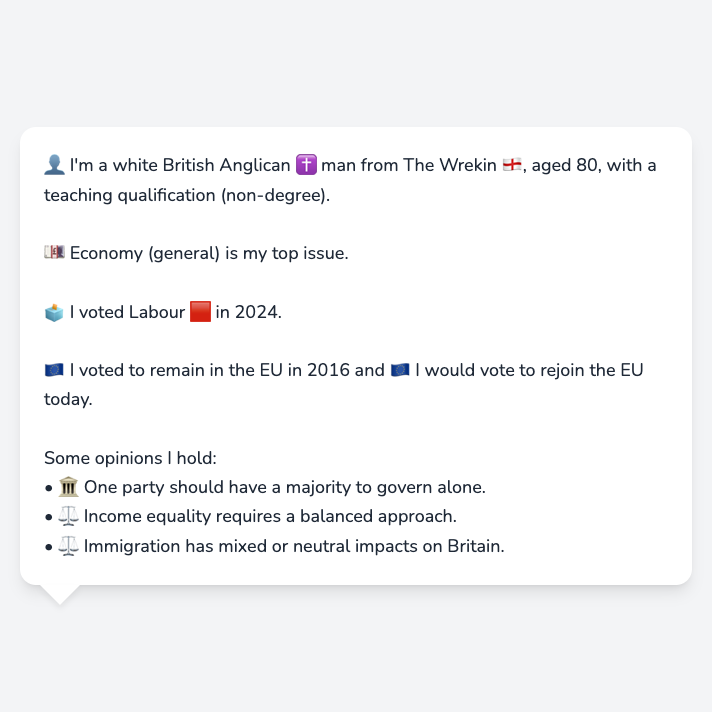 👤 I'm a white British Anglican ✝️ man from The Wrekin 🏴󠁧󠁢󠁥󠁮󠁧󠁿, aged 80, with a
teaching qualification (non-degree).
💷 Economy (general) is my top issue.
🗳️ I voted Labour 🟥 in 2024.
🇪🇺 I voted to remain in the EU in 2016 and 🇪🇺 I would vote to rejoin the EU
today.
Some opinions I hold:
• 🏛️ One party should have a majority to govern alone.
• ⚖️ Income equality requires a balanced approach.
• ⚖️ Immigration has mixed or neutral impacts on Britain.